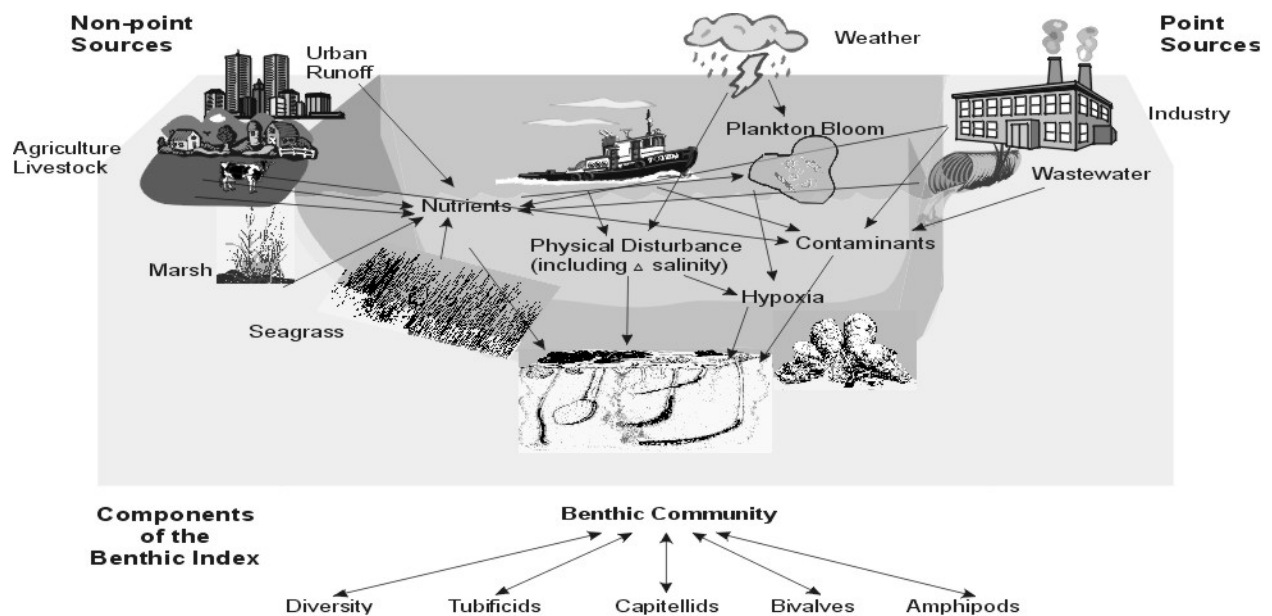 Non-point
Sources
Urban
Runoff
Weather
Point
Sources
Industry
Plankton Bloom
Agriculture
Livestock
Wastewater
Nutrients
Physical Disturbance
(including △ salinity)
Contaminants
Marsh
Hypoxia
Seagrass
Components
of the
Benthic Index
Benthic Community
Diversity
Tubificids
Capitellids
Bivalves
Amphipods